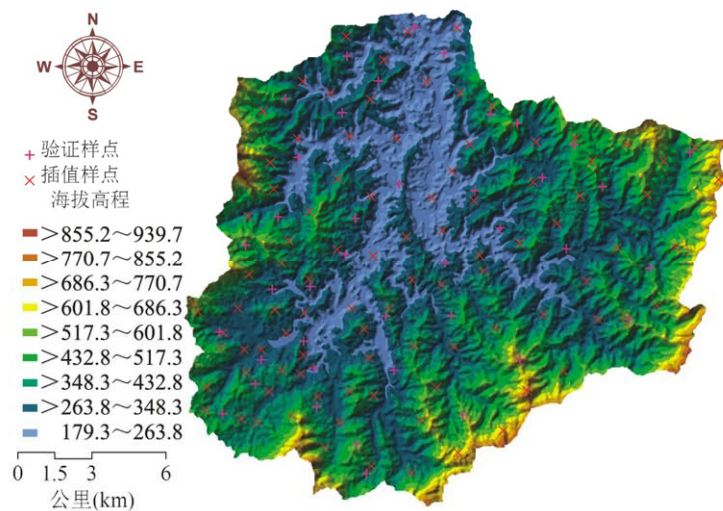 N
W E
S
验证样点
插值样点
海拔高程
>855.2～939.7
>770.7～855.2
>686.3～770.7
>601.8～686.3
>517.3～601.8
>432.8～517.3
>348.3～432.8
>263.8～348.3
179.3～263.8
0 1.5 3 6
公里(km)